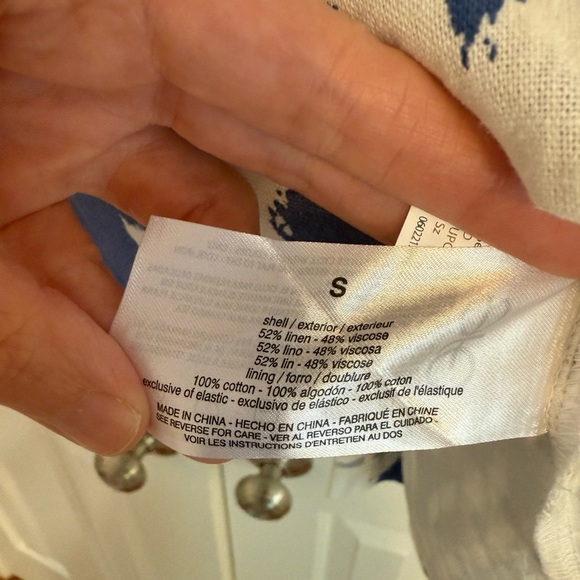 S
shell / exterior / exterieur
52% linen - 48% viscose
52% lino - 48% viscosa
52% lin - 48% viscose
lining / forro / doublure
100% cotton - 100% algodón - 100% coton
exclusive of elastic - exclusivo de elástico - exclusif de l'élastique
MADE IN CHINA - HECHO EN CHINA - FABRIQUÉ EN CHINE
SEE REVERSE FOR CARE - VER AL REVERSO PARA EL CUIDADO -
VOIR LES INSTRUCTIONS D'ENTRETIEN AU DOS
Sz